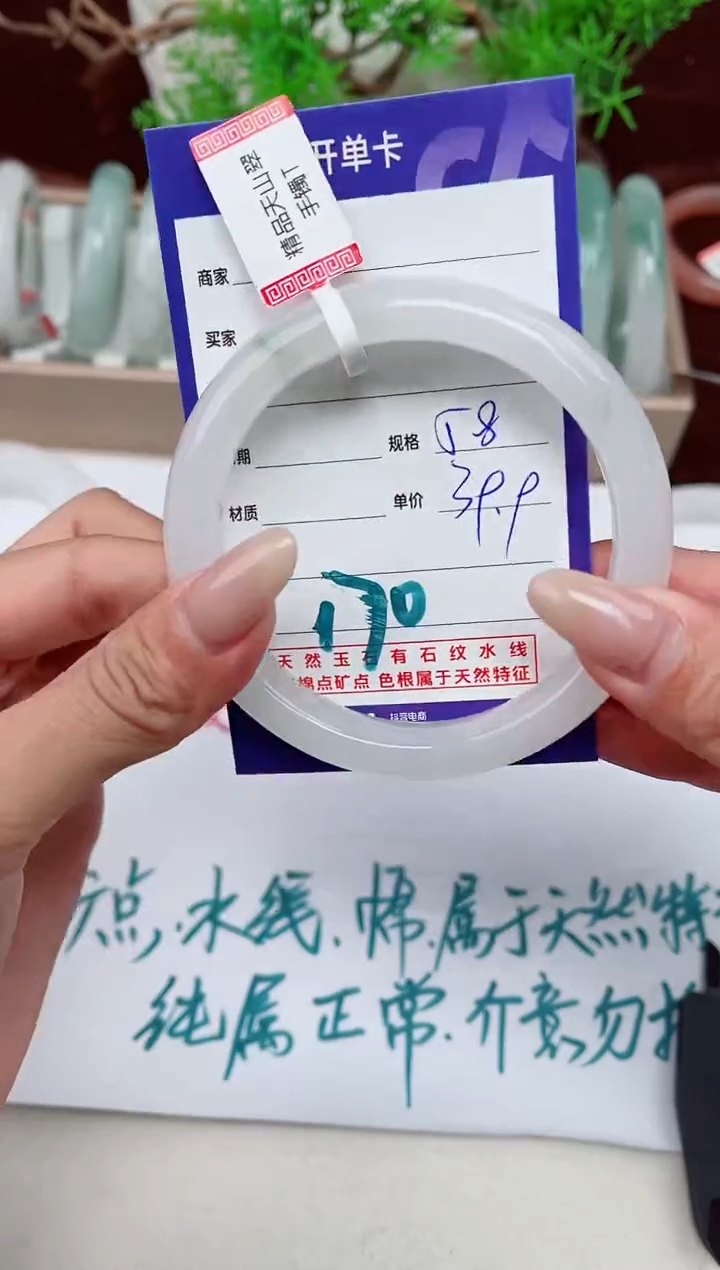 开单卡
精品天山翠
手镯T
商家
买家
期
规格 58
材质
单价 39.9
170
天然玉石有石纹水线
棉点矿点 色根属于天然特征
抖音电商
点.水线.棉.属于天然特
纯属正常.介意勿拍